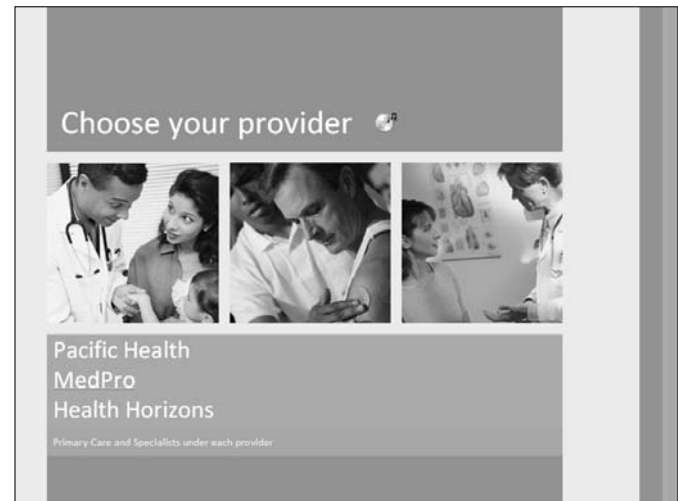 Choose your provider
Pacific Health
MedPro
Health Horizons
Primary Care and Specialists under each provider